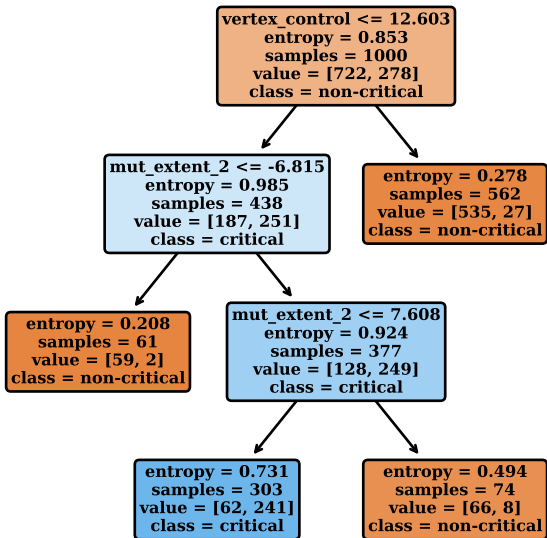 vertex_control <= 12.603
entropy = 0.853
samples = 1000
value = [722, 278]
class = non-critical
mut_extent_2 <= -6.815
entropy = 0.985
samples = 438
value = [187, 251]
class = critical
entropy = 0.278
samples = 562
value = [535, 27]
class = non-critical
entropy = 0.208
samples = 61
value = [59, 2]
class = non-critical
mut_extent_2 <= 7.608
entropy = 0.924
samples = 377
value = [128, 249]
class = critical
entropy = 0.731
samples = 303
value = [62, 241]
class = critical
entropy = 0.494
samples = 74
value = [66, 8]
class = non-critical